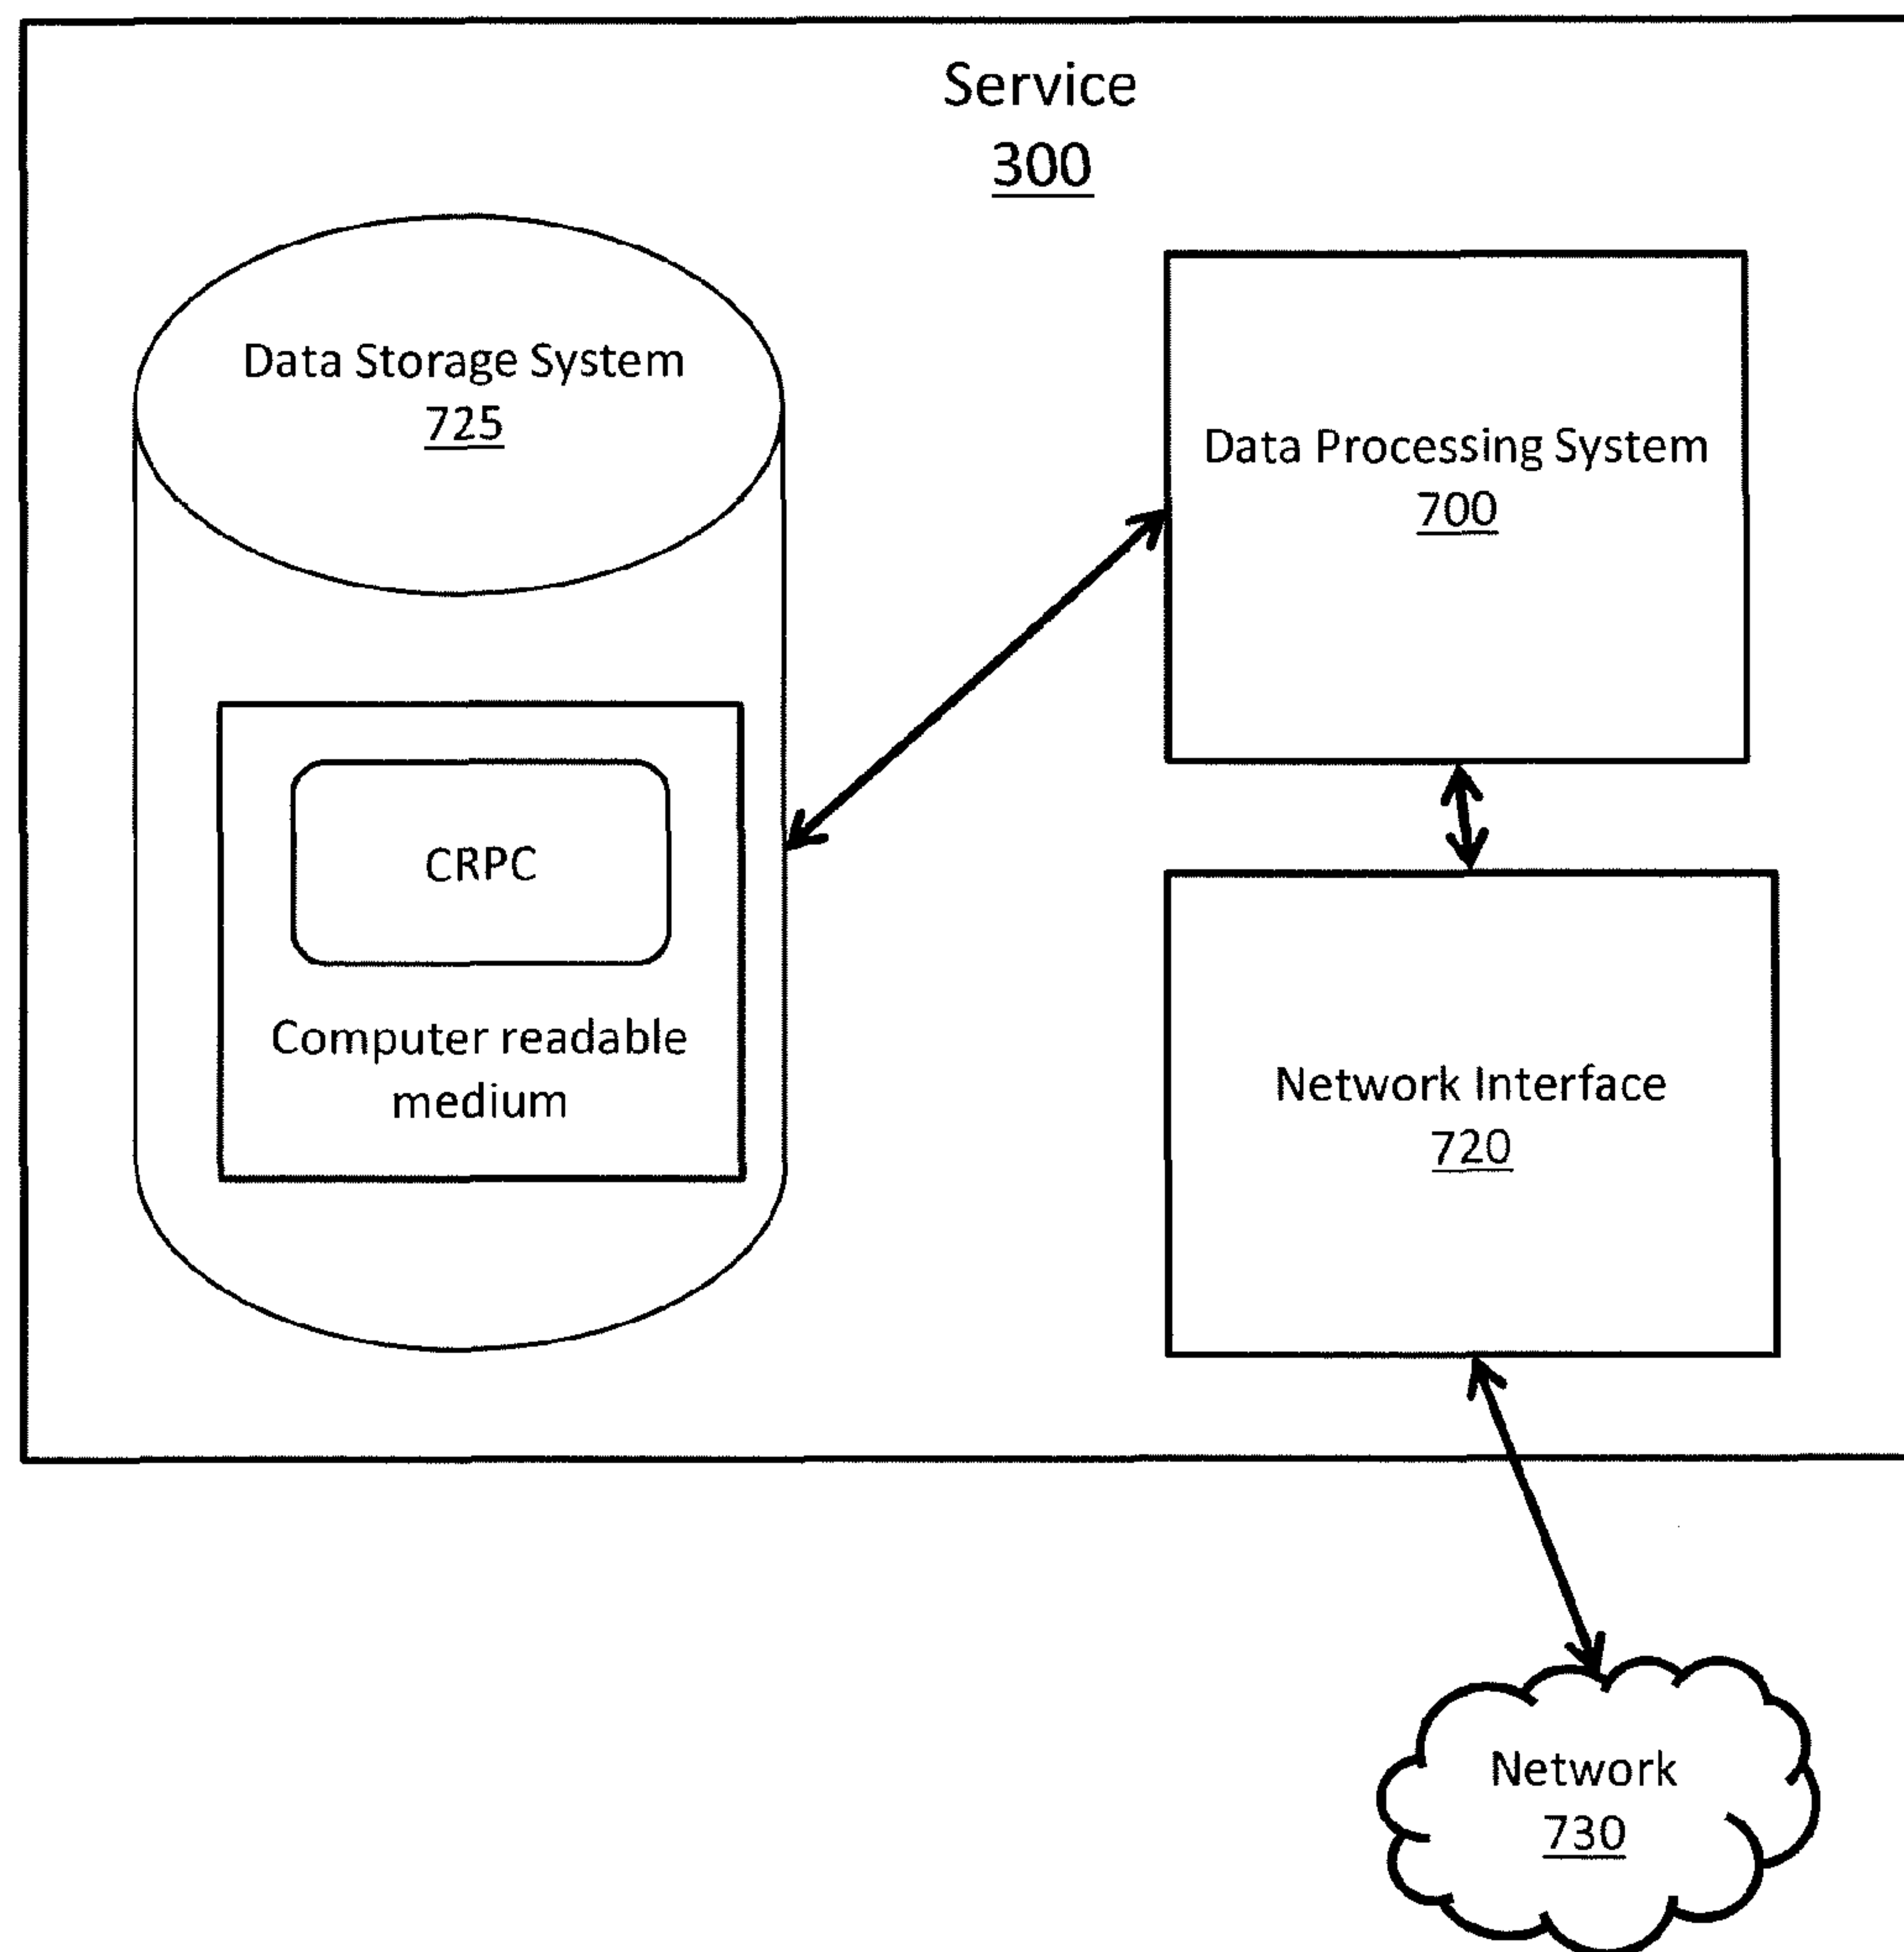 Service
300
Data Storage System
725
Data Processing System
700
CRPC
Computer readable
medium
Network Interface
720
Network
730